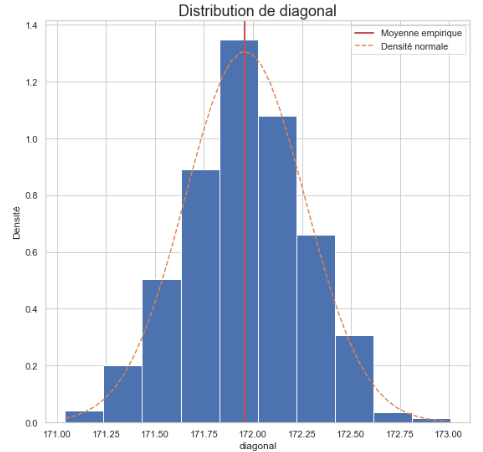 Distribution de diagonal
Moyenne empirique
Densité normale
1.4
1.2
1.0
0.8
0.6
0.4
0.2
0.0
Densité
171.00 171.25 171.50 171.75 172.00 172.25 172.50 172.75 173.00
diagonal